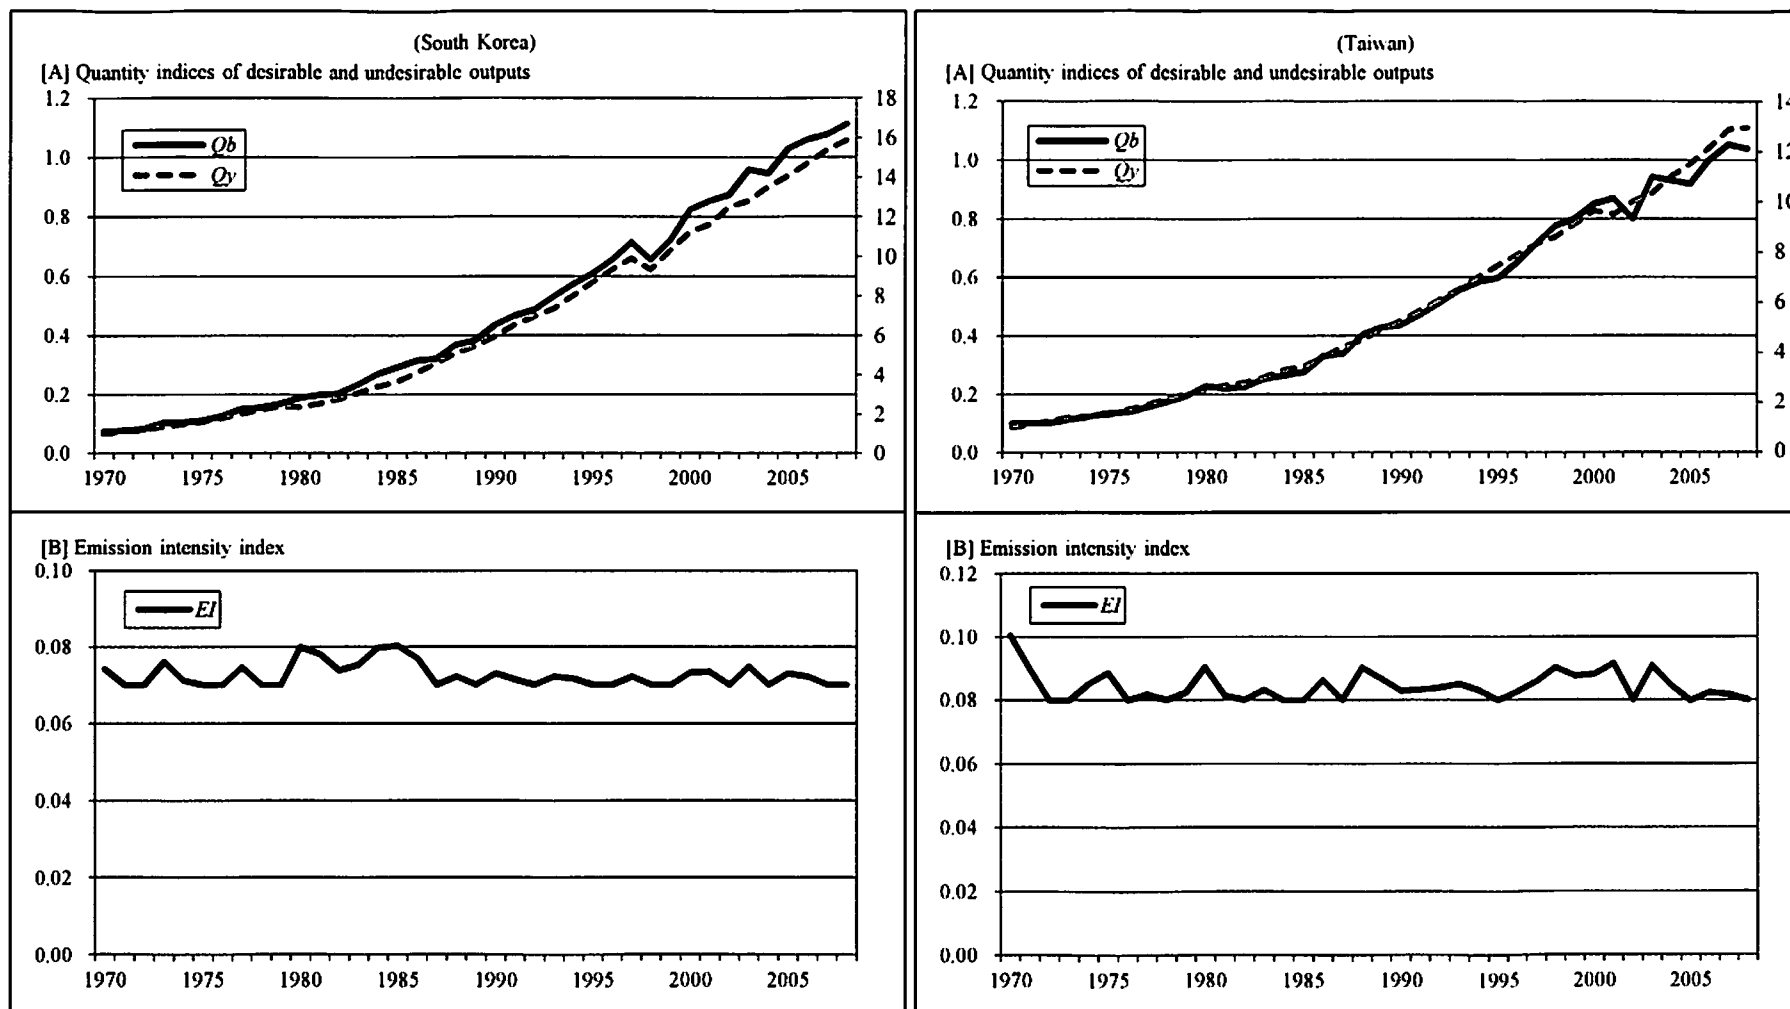 (South Korea)
[A] Quantity indices of desirable and undesirable outputs
1.2
1.0
0.8
0.6
0.4
0.2
0.0
18
16
14
12
10
8
6
4
2
0
Qb
Qy
1970 1975 1980 1985 1990 1995 2000 2005
[B] Emission intensity index
0.10
0.08
0.06
0.04
0.02
0.00
EI
1970 1975 1980 1985 1990 1995 2000 2005
(Taiwan)
[A] Quantity indices of desirable and undesirable outputs
1.2
1.0
0.8
0.6
0.4
0.2
0.0
14
12
10
8
6
4
2
0
Qb
Qy
1970 1975 1980 1985 1990 1995 2000 2005
[B] Emission intensity index
0.12
0.10
0.08
0.06
0.04
0.02
0.00
EI
1970 1975 1980 1985 1990 1995 2000 2005